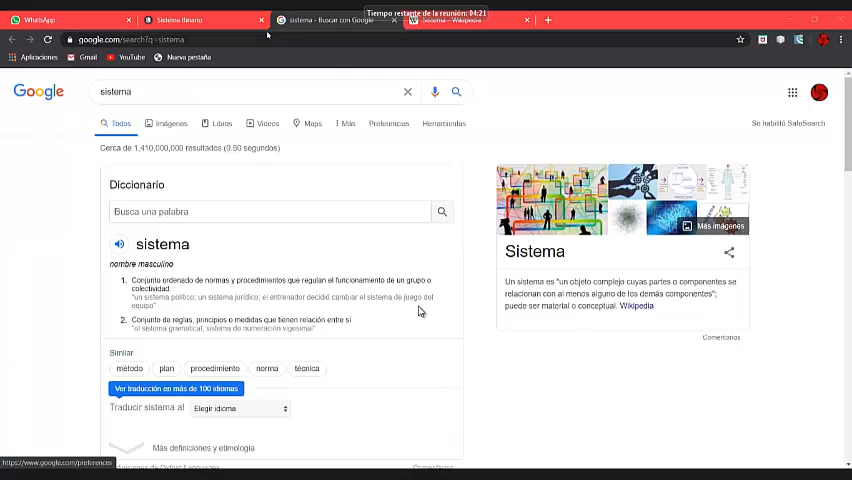 Tiempo restante de la reunión: 04:21
WhatsApp
Sistema Binario
sistema - Buscar con Google
Sistema - Wikipedia
google.com/search?q=sistema
Aplicaciones Gmail YouTube Nueva pestaña
Google
sistema
Todos Imágenes Libros Videos Maps Más Preferencias Herramientas
Se habilitó SafeSearch
Cerca de 1,410,000,000 resultados (0.50 segundos)
Diccionario
Busca una palabra
sistema
nombre masculino
1. Conjunto ordenado de normas y procedimientos que regulan el funcionamiento de un grupo o
colectividad.
"un sistema político; un sistema jurídico; el entrenador decidió cambiar el sistema de juego del
equipo"
2. Conjunto de reglas, principios o medidas que tienen relación entre sí
"el sistema gramatical; sistema de numeración vigesimal"
Similar
método plan procedimiento norma técnica
Ver traducción en más de 100 idiomas
Traducir sistema al Elegir idioma
Más definiciones y etimología
Más imágenes
Sistema
Un sistema es "un objeto complejo cuyas partes o componentes se
relacionan con al menos alguno de los demás componentes";
puede ser material o conceptual. Wikipedia
Comentarios
https://www.google.com/preferences